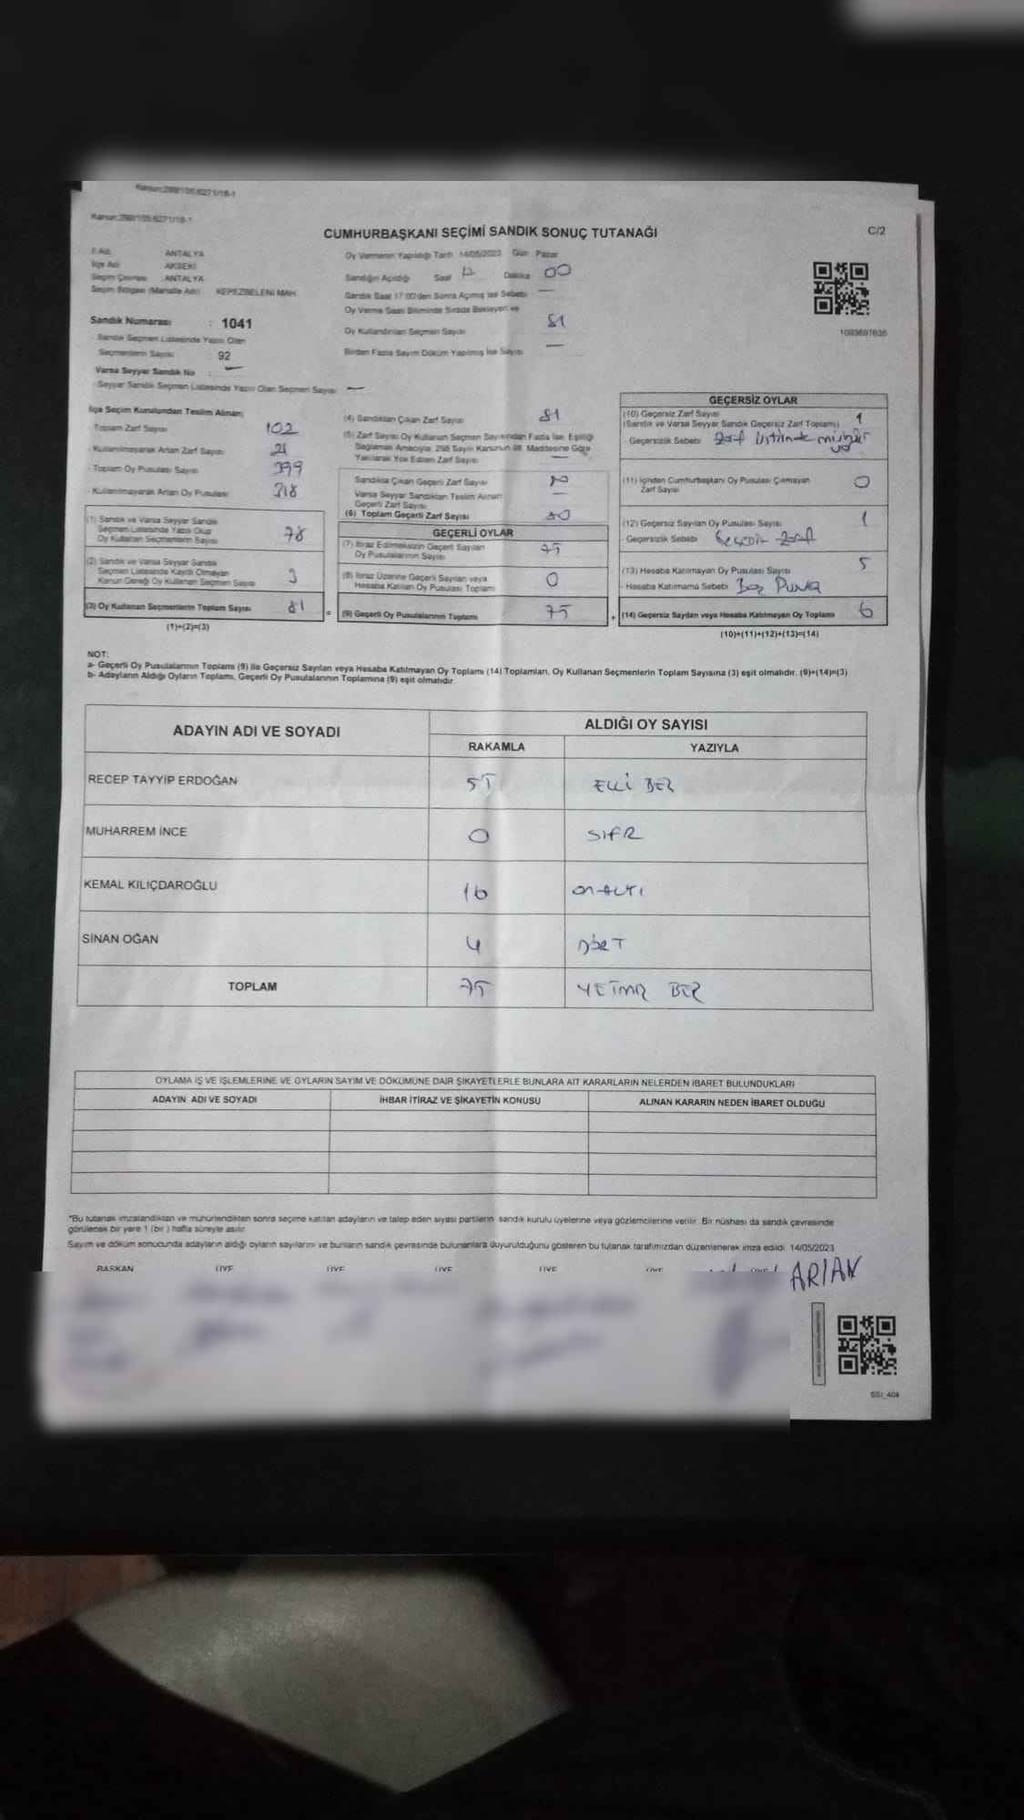 Kanun:298/105:6271/18-1
Kanun:298/105:6271/18-1
CUMHURBAŞKANI SEÇİMİ SANDIK SONUÇ TUTANAĞI
C/2
İl Adı: ANTALYA
İlçe Adı: AKSEKİ
Seçim Çevresi: ANTALYA
Seçim Bölgesi (Mahalle Adı): KEPEZBELENİ MAH.
Sandık Numarası : 1041
Sandık Seçmen Listesinde Yazılı Olan
Seçmenlerin Sayısı 92
Varsa Seyyar Sandık No : —
Seyyar Sandık Seçmen Listesinde Yazılı Olan Seçmen Sayısı —
Oy Vermenin Yapıldığı Tarih 14/05/2023 Gün Pazar
Sandığın Açıldığı Saat 17 Dakika 00
Sandık Saat 17:00'den Sonra Açılmış İse Sebebi —
Oy Verme Saati Bitiminde Sırada Bekleyen ve
Oy Kullandırılan Seçmen Sayısı 81
Birden Fazla Sayım Döküm Yapılmış İse Sayısı —
1093697635
İlçe Seçim Kurulundan Teslim Alınan;
- Toplam Zarf Sayısı 102
- Kullanılmayarak Artan Zarf Sayısı 21
- Toplam Oy Pusulası Sayısı 399
- Kullanılmayarak Artan Oy Pusulası 318
(1) Sandık ve Varsa Seyyar Sandık
Seçmen Listesinde Yazılı Olup
Oy Kullanan Seçmenlerin Sayısı 78
(2) Sandık ve Varsa Seyyar Sandık
Seçmen Listesinde Kayıtlı Olmayan
Kanun Gereği Oy Kullanan Seçmen Sayısı 3
(3) Oy Kullanan Seçmenlerin Toplam Sayısı 81
(1)+(2)=(3)
(4) Sandıktan Çıkan Zarf Sayısı 81
(5) Zarf Sayısı Oy Kullanan Seçmen Sayısından Fazla İse, Eşitliği
Sağlamak Amacıyla, 298 Sayılı Kanunun 98. Maddesine Göre
Yakılarak Yok Edilen Zarf Sayısı —
Sandıkta Çıkan Geçerli Zarf Sayısı 80
Varsa Seyyar Sandıktan Teslim Alınan
Geçerli Zarf Sayısı —
(6) Toplam Geçerli Zarf Sayısı 80
GEÇERLİ OYLAR
(7) İtiraz Edilmeksizin Geçerli Sayılan
Oy Pusulalarının Sayısı 75
(8) İtiraz Üzerine Geçerli Sayılan veya
Hesaba Katılan Oy Pusulası Toplamı 0
= (9) Geçerli Oy Pusulalarının Toplamı 75
GEÇERSİZ OYLAR
(10) Geçersiz Zarf Sayısı 1
(Sandık ve Varsa Seyyar Sandık Geçersiz Zarf Toplamı)
Geçersizlik Sebebi Zarf Üstünde mühür
(11) İçinden Cumhurbaşkanı Oy Pusulası Çıkmayan
Zarf Sayısı 0
(12) Geçersiz Sayılan Oy Pusulası Sayısı 1
Geçersizlik Sebebi Geçersiz Zarf
(13) Hesaba Katılmayan Oy Pusulası Sayısı 5
Hesaba Katılmama Sebebi Boş
+ (14) Geçersiz Sayılan veya Hesaba Katılmayan Oy Toplamı 6
(10)+(11)+(12)+(13)=(14)
NOT:
a- Geçerli Oy Pusulalarının Toplamı (9) ile Geçersiz Sayılan veya Hesaba Katılmayan Oy Toplamı (14) Toplamları, Oy Kullanan Seçmenlerin Toplam Sayısına (3) eşit olmalıdır. (9)+(14)=(3)
b- Adayların Aldığı Oyların Toplamı, Geçerli Oy Pusulalarının Toplamına (9) eşit olmalıdır.
ADAYIN ADI VE SOYADI
ALDIĞI OY SAYISI
RAKAMLA YAZIYLA
RECEP TAYYİP ERDOĞAN 55 ELLİ BEŞ
MUHARREM İNCE 0 SIFR
KEMAL KILIÇDAROĞLU 16 ONALTI
SİNAN OĞAN 4 DÖRT
TOPLAM 75 YETMİŞ BEŞ
OYLAMA İŞ VE İŞLEMLERİNE VE OYLARIN SAYIM VE DÖKÜMÜNE DAİR ŞİKAYETLERLE BUNLARA AİT KARARLARIN NELERDEN İBARET BULUNDUKLARI
ADAYIN ADI VE SOYADI İHBAR İTİRAZ VE ŞİKAYETİN KONUSU ALINAN KARARIN NEDEN İBARET OLDUĞU
*Bu tutanak imzalandıktan ve mühürlendikten sonra seçime katılan adayların ve talep eden siyasi partilerin sandık kurulu üyelerine veya gözlemcilerine verilir. Bir nüshası da sandık çevresinde
görülecek bir yere 1 (bir) hafta süreyle asılır.
Sayım ve döküm sonucunda adayların aldığı oyların sayılarını ve bunların sandık çevresinde bulunanlara duyurulduğunu gösteren bu tutanak tarafımızdan düzenlenerek imza edildi. 14/05/2023
BAŞKAN ÜYE ÜYE ÜYE ÜYE ÜYE ÜYE
ARIAN
SSI_404